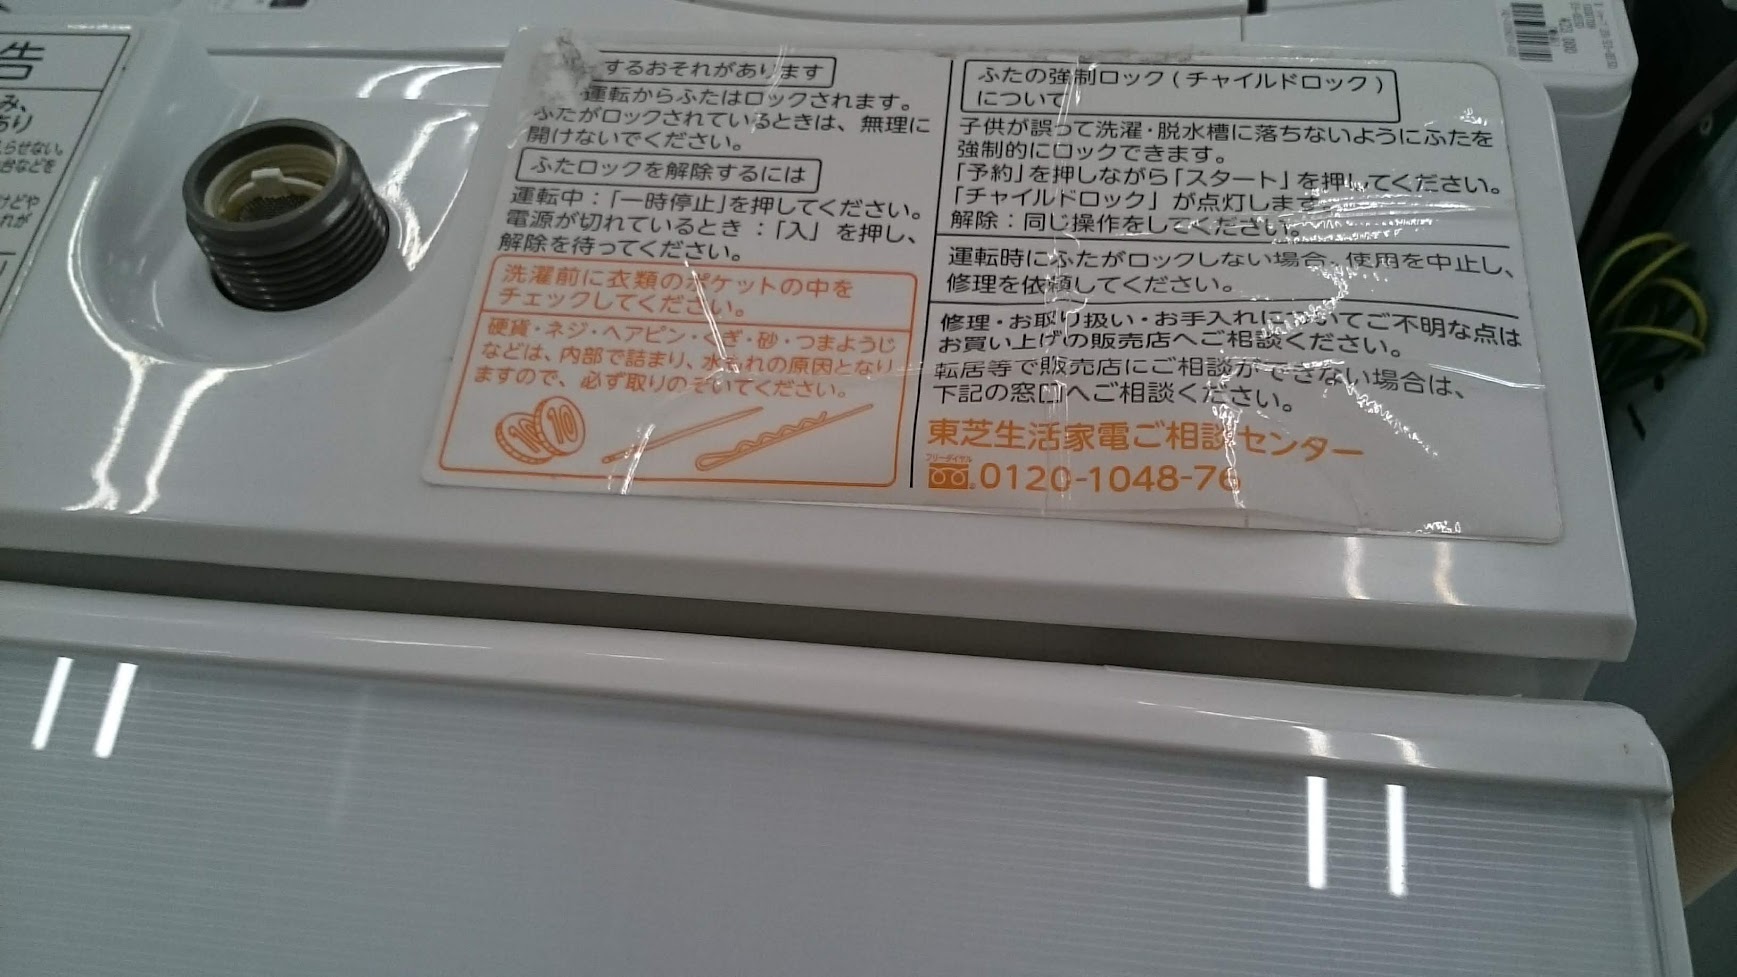 告
み、
あり
するおそれがあります
運転からふたはロックされます。
ふたがロックされているときは、無理に
開けないでください。
ふたロックを解除するには
運転中：「一時停止」を押してください。
電源が切れているとき：「入」を押し、
解除を待ってください。
洗濯前に衣類のポケットの中を
チェックしてください。
硬貨・ネジ・ヘアピン・くぎ・砂・つまようじ
などは、内部で詰まり、水もれの原因となり
ますので、必ず取りのぞいてください。
10 10
ふたの強制ロック(チャイルドロック)
について
子供が誤って洗濯・脱水槽に落ちないようにふたを
強制的にロックできます。
「予約」を押しながら「スタート」を押してください。
「チャイルドロック」が点灯します。
解除：同じ操作をしてください。
運転時にふたがロックしない場合、使用を中止し、
修理を依頼してください。
修理・お取り扱い・お手入れについてご不明な点は
お買い上げの販売店へご相談ください。
転居等で販売店にご相談ができない場合は、
下記の窓口へご相談ください。
東芝生活家電ご相談センター
フリーダイヤル
0120-1048-76